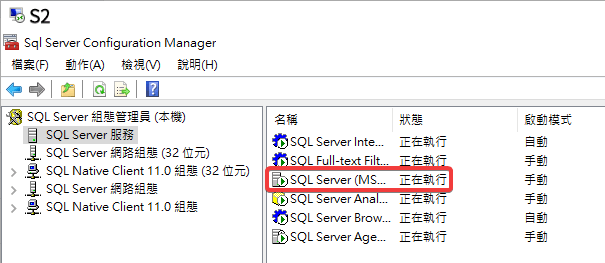 S2
Sql Server Configuration Manager
檔案(F) 動作(A) 檢視(V) 說明(H)
SQL Server 組態管理員 (本機)
SQL Server 服務
SQL Server 網路組態 (32 位元)
SQL Native Client 11.0 組態 (32 位元)
SQL Server 網路組態
SQL Native Client 11.0 組態
名稱 狀態 啟動模式
SQL Server Inte... 正在執行 自動
SQL Full-text Filt... 正在執行 手動
SQL Server (MS... 正在執行 手動
SQL Server Anal... 正在執行 手動
SQL Server Brow... 正在執行 自動
SQL Server Age... 正在執行 手動